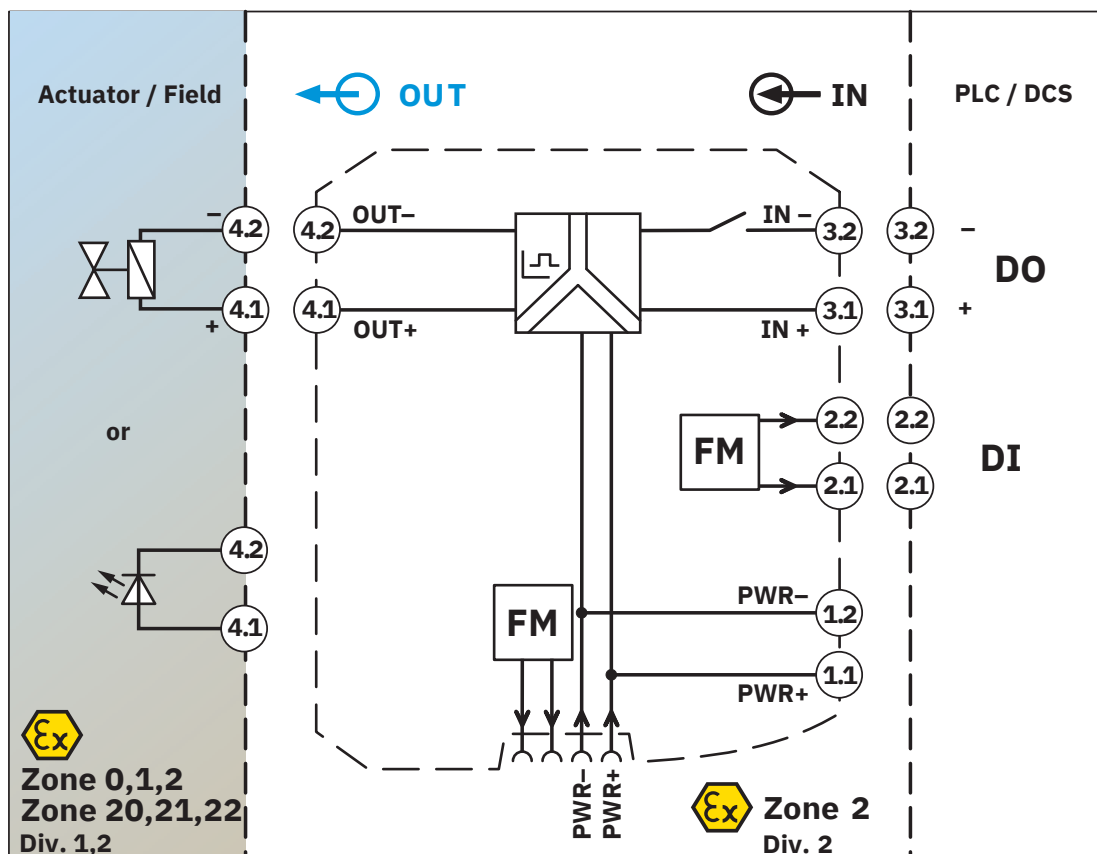 Actuator / Field
OUT
IN
PLC / DCS
OUT–
IN –
–
4.2
4.2
3.2
3.2
–
DO
4.1
4.1
3.1
3.1
+
+
OUT+
IN +
or
FM
2.2
2.2
DI
2.1
2.1
4.2
4.1
FM
PWR–
1.2
1.1
PWR+
PWR–
PWR+
Ex
Zone 0,1,2
Zone 20,21,22
Div. 1,2
Ex
Zone 2
Div. 2